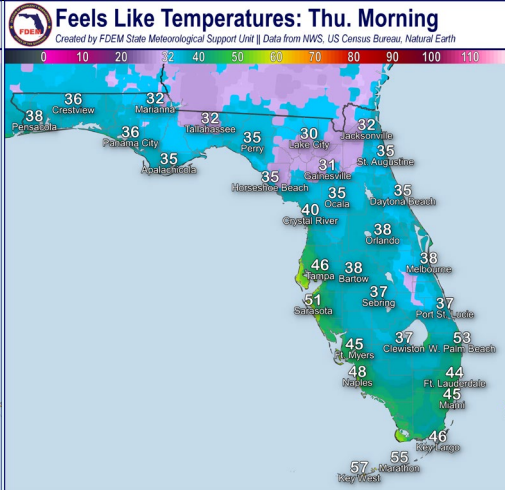 Feels Like Temperatures: Thu. Morning
Created by FDEM State Meteorological Support Unit || Data from NWS, US Census Bureau, Natural Earth
FDEM
0 10 20 32 40 50 60 70 80 90 100 110
36
Crestview
32
Marianna
38
Pensacola
32
Tallahassee
36
Panama City
35
Perry
30
Lake City
32
Jacksonville
35
Apalachicola
35
St. Augustine
31
Gainesville
35
Horseshoe Beach
35
Ocala
35
Daytona Beach
40
Crystal River
38
Orlando
46
Tampa
38
Bartow
38
Melbourne
37
Sebring
51
Sarasota
37
Port St. Lucie
45
Ft. Myers
37
Clewiston
53
W. Palm Beach
48
Naples
44
Ft. Lauderdale
45
Miami
46
Key Largo
55
Marathon
57
Key West